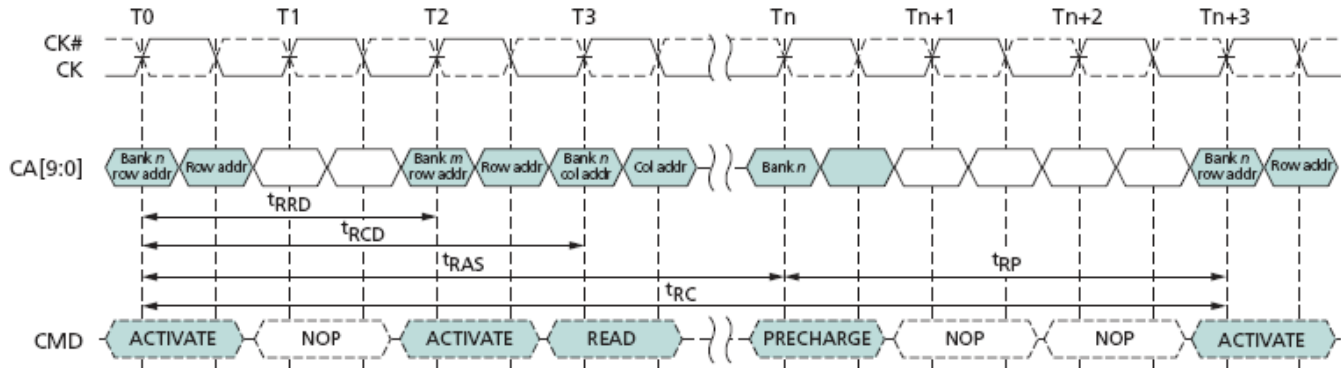 T0 T1 T2 T3 Tn Tn+1 Tn+2 Tn+3
CK#
CK
CA[9:0]
Bank n row addr Row addr Bank m row addr Row addr Bank n col addr Col addr Bank n Bank n row addr Row addr
tRRD
tRCD
tRAS tRP
tRC
CMD ACTIVATE NOP ACTIVATE READ PRECHARGE NOP NOP ACTIVATE